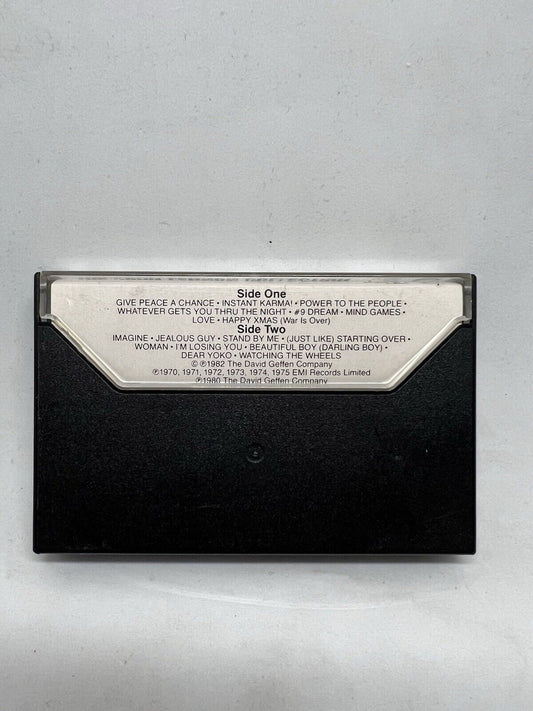 Side One
GIVE PEACE A CHANCE • INSTANT KARMA! • POWER TO THE PEOPLE •
WHATEVER GETS YOU THRU THE NIGHT • #9 DREAM • MIND GAMES •
LOVE • HAPPY XMAS (War Is Over)
Side Two
IMAGINE • JEALOUS GUY • STAND BY ME • (JUST LIKE) STARTING OVER •
WOMAN • I'M LOSING YOU • BEAUTIFUL BOY (DARLING BOY) •
DEAR YOKO • WATCHING THE WHEELS
© ℗1982 The David Geffen Company
℗1970, 1971, 1972, 1973, 1974, 1975 EMI Records Limited
℗1980 The David Geffen Company